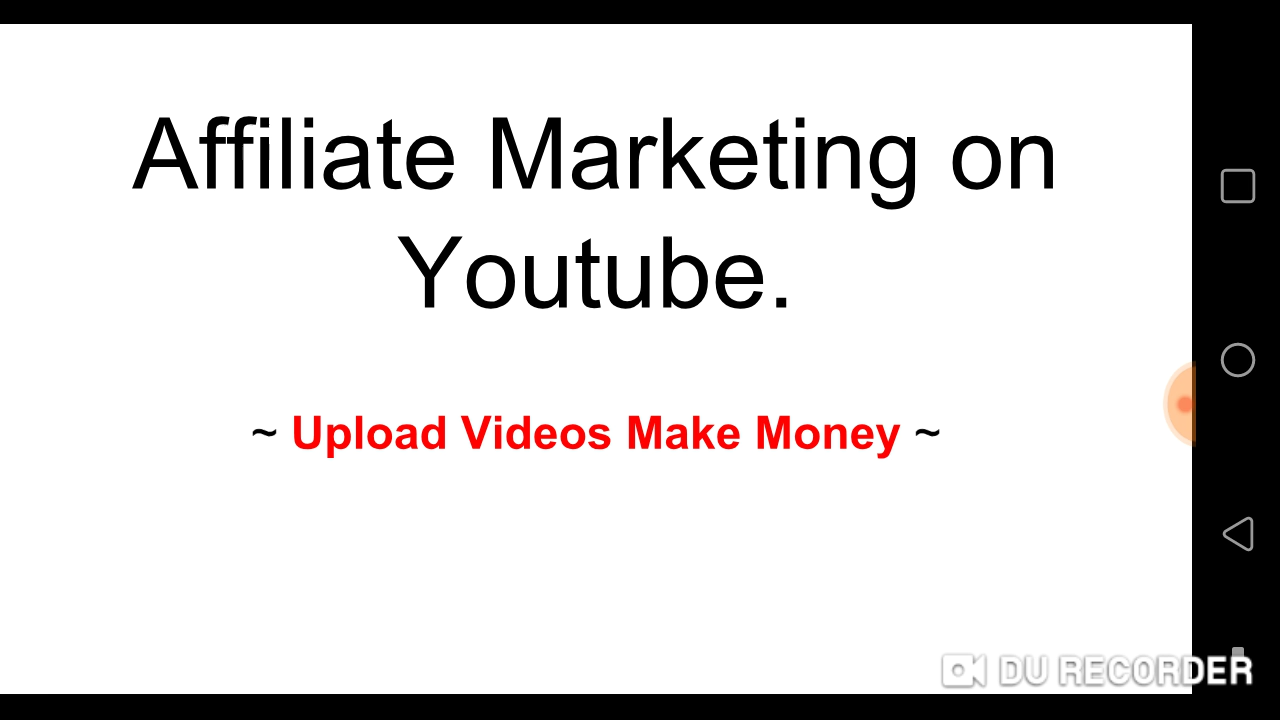 Affiliate Marketing on
Youtube.
~ Upload Videos Make Money ~
DU RECORDER